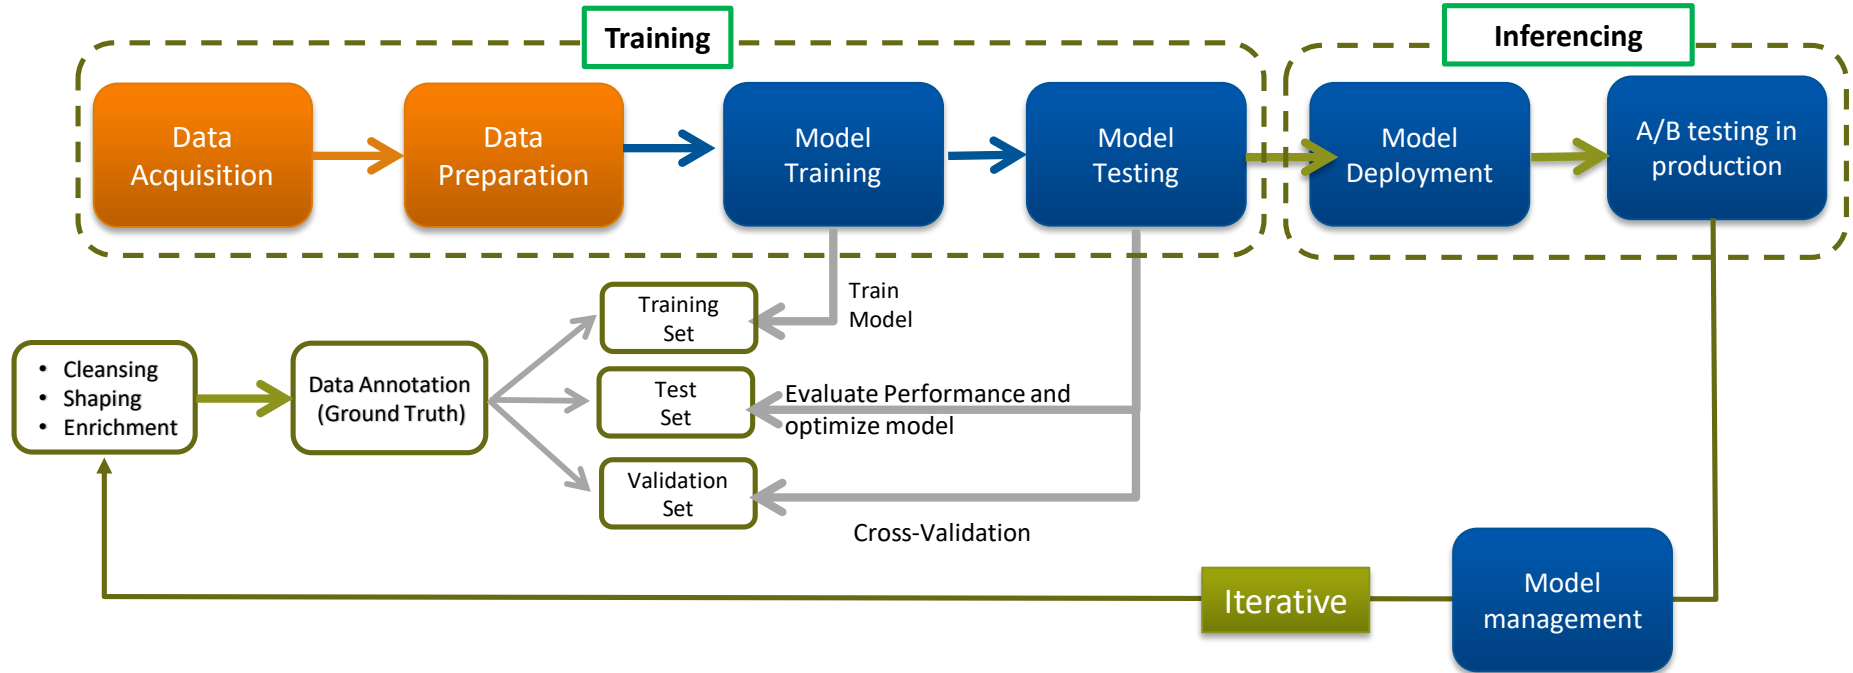 Training
Inferencing
Data
Acquisition
Data
Preparation
Model
Training
Model
Testing
Model
Deployment
A/B testing in
production
Training
Set
Train
Model
• Cleansing
• Shaping
• Enrichment
Data Annotation
(Ground Truth)
Test
Set
Evaluate Performance and
optimize model
Validation
Set
Cross-Validation
Iterative
Model
management